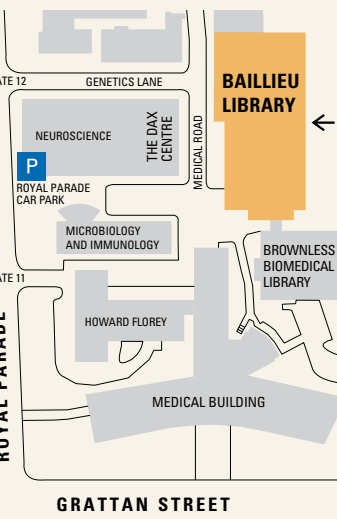 ATE 12
GENETICS LANE
BAILLIEU
LIBRARY
NEUROSCIENCE
THE DAX
CENTRE
MEDICAL ROAD
P
ROYAL PARADE
CAR PARK
MICROBIOLOGY
AND IMMUNOLOGY
BROWNLESS
BIOMEDICAL
LIBRARY
ATE 11
HOWARD FLOREY
ROYAL PARADE
MEDICAL BUILDING
GRATTAN STREET